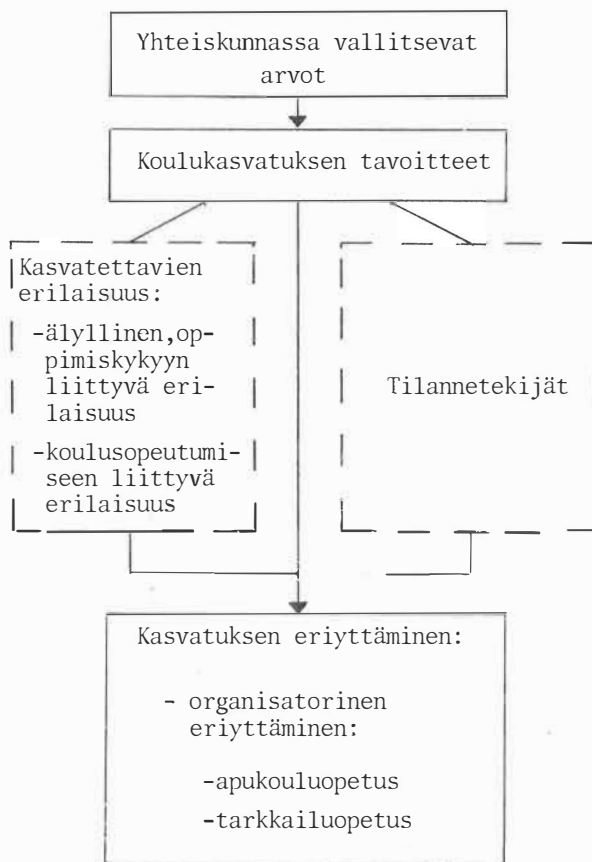 Yhteiskunnassa vallitsevat
arvot
Koulukasvatuksen tavoitteet
Kasvatettavien
erilaisuus:
-älyllinen,op-
pimiskykyyn
liittyvä eri-
laisuus
-koulusopeutumi-
seen liittyvä
erilaisuus
Tilannetekijät
Kasvatuksen eriyttäminen:
- organisatorinen
eriyttäminen:
-apukouluopetus
-tarkkailuopetus